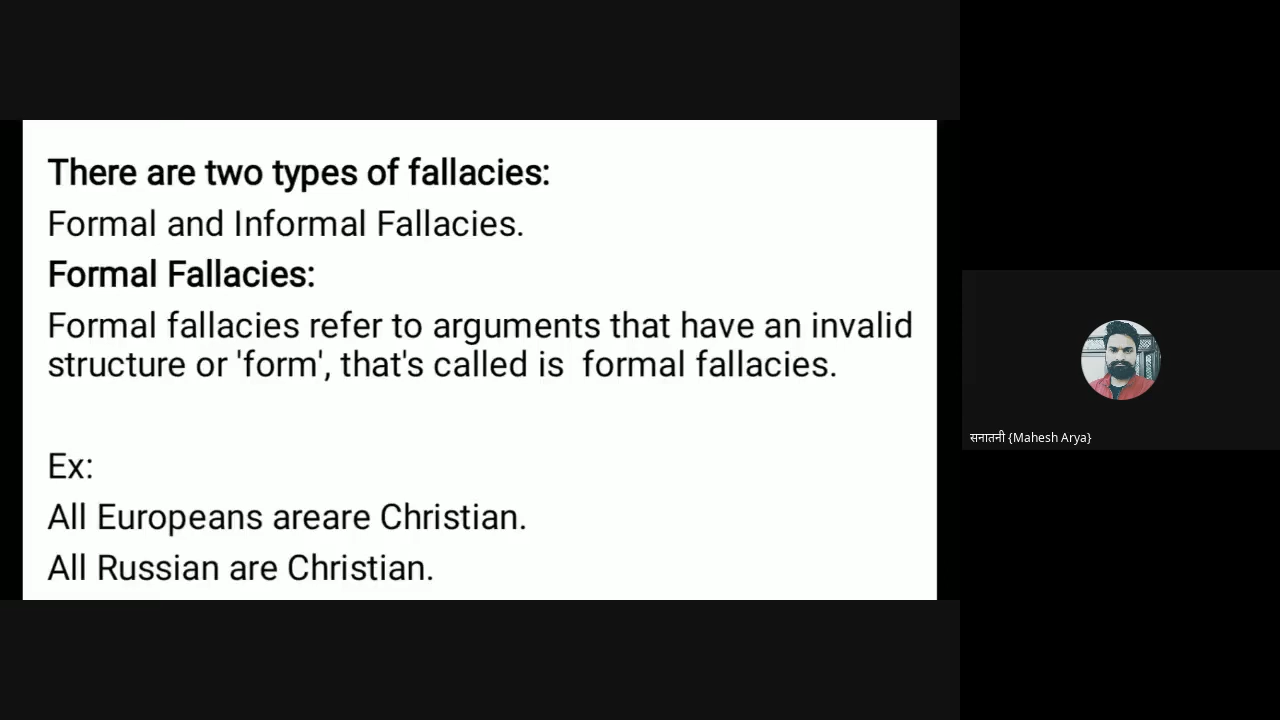 There are two types of fallacies:
Formal and Informal Fallacies.
Formal Fallacies:
Formal fallacies refer to arguments that have an invalid
structure or 'form', that's called is  formal fallacies.
Ex:
All Europeans areare Christian.
All Russian are Christian.
सनातनी {Mahesh Arya}